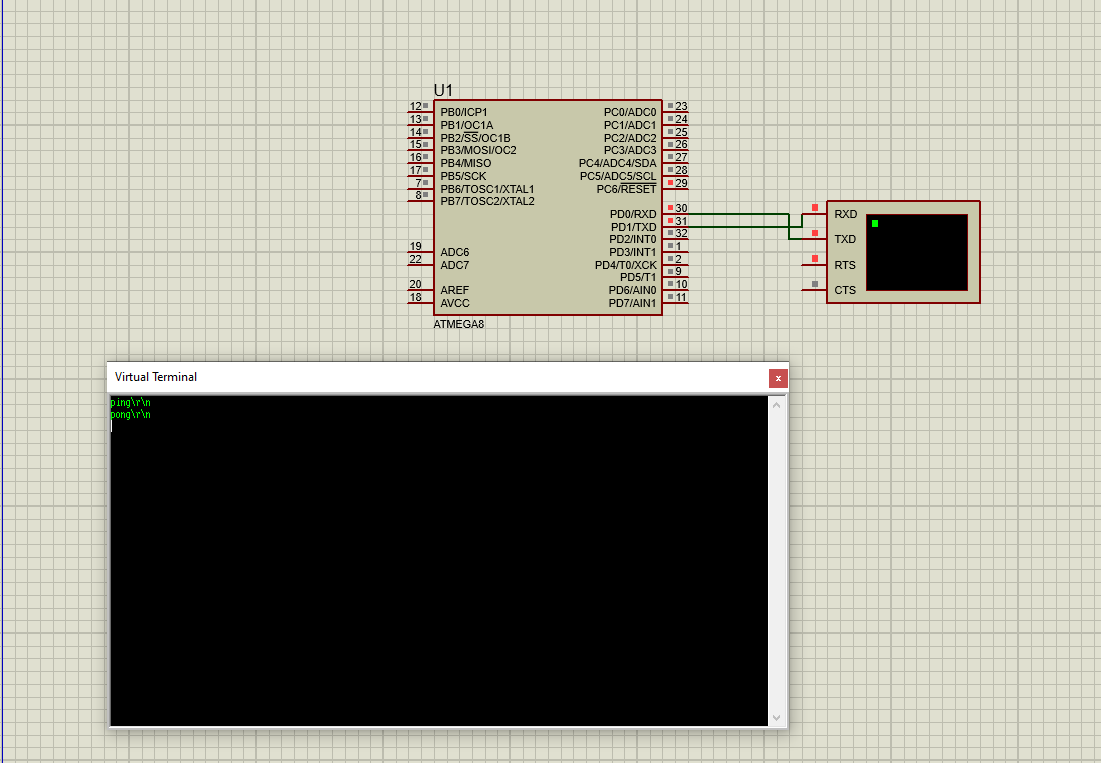 U1
12 PB0/ICP1 PC0/ADC0 23
13 PB1/OC1A PC1/ADC1 24
14 PB2/SS/OC1B PC2/ADC2 25
15 PB3/MOSI/OC2 PC3/ADC3 26
16 PB4/MISO PC4/ADC4/SDA 27
17 PB5/SCK PC5/ADC5/SCL 28
7 PB6/TOSC1/XTAL1 PC6/RESET 29
8 PB7/TOSC2/XTAL2
PD0/RXD 30
PD1/TXD 31
PD2/INT0 32
19 ADC6 PD3/INT1 1
22 ADC7 PD4/T0/XCK 2
PD5/T1 9
20 AREF PD6/AIN0 10
18 AVCC PD7/AIN1 11
ATMEGA8
RXD
TXD
RTS
CTS
Virtual Terminal
x
ping\r\n
pong\r\n